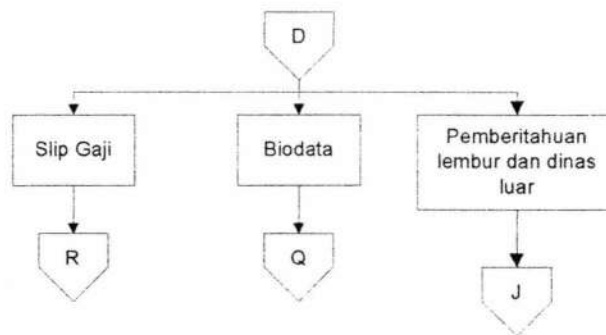 D
Slip Gaji
Biodata
Pemberitahuan
lembur dan dinas
luar
R
Q
J